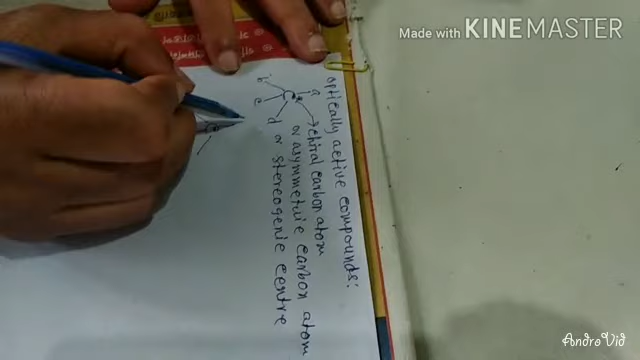 Made with KINEMASTER
optically active compounds:
a
b
C*
c
d
chiral carbon atom
or asymmetric carbon atom
or stereogenic centre
AndroVid